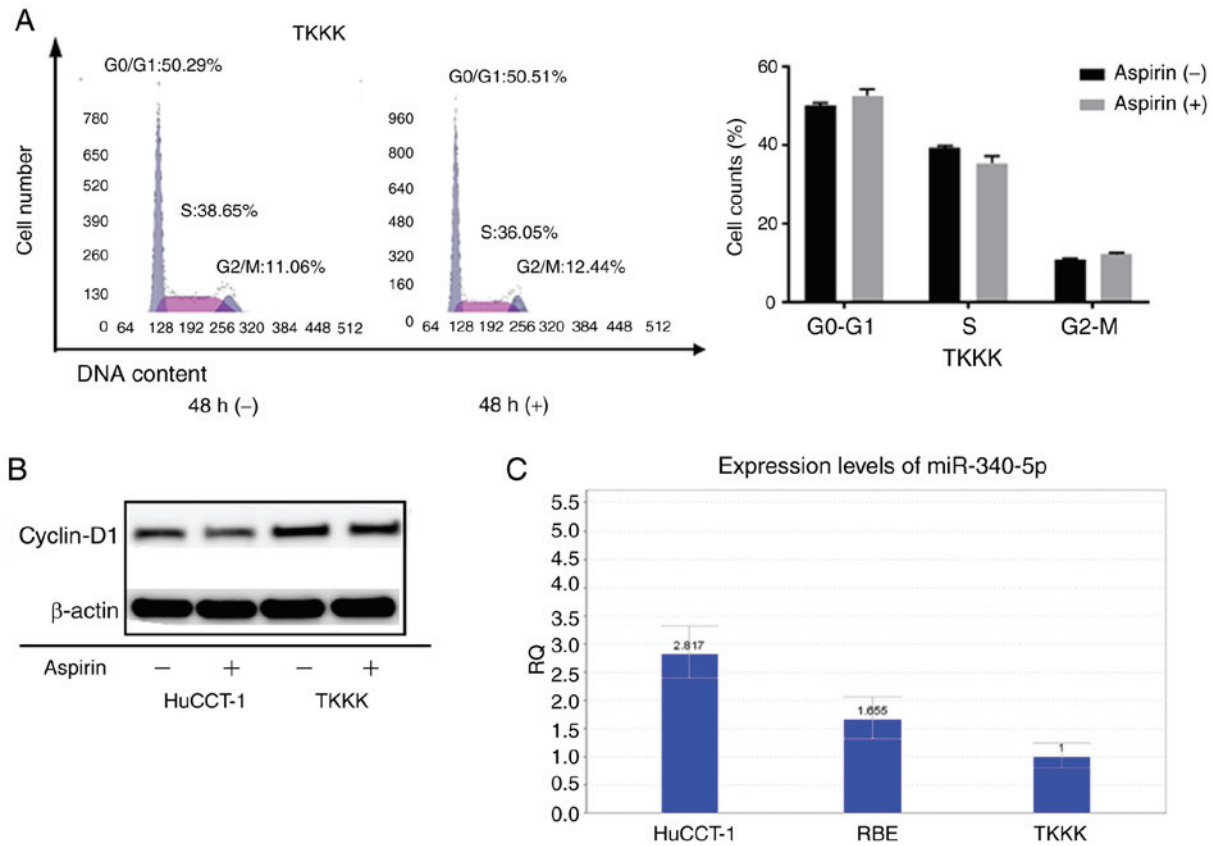 A
TKKK
G0/G1:50.29%
S:38.65%
G2/M:11.06%
Cell number
780
650
520
390
260
130
0 64 128 192 256 320 384 448 512
G0/G1:50.51%
S:36.05%
G2/M:12.44%
960
800
640
480
320
160
0 64 128 192 256 320 384 448 512
DNA content
48 h (−) 48 h (+)
Aspirin (−)
Aspirin (+)
Cell counts (%)
60
40
20
0
G0-G1 S G2-M
TKKK
B
Cyclin-D1
β-actin
Aspirin − + − +
HuCCT-1 TKKK
C
Expression levels of miR-340-5p
RQ
5.5
5.0
4.5
4.0
3.5
3.0
2.5
2.0
1.5
1.0
0.5
0.0
2.817
1.655
1
HuCCT-1 RBE TKKK